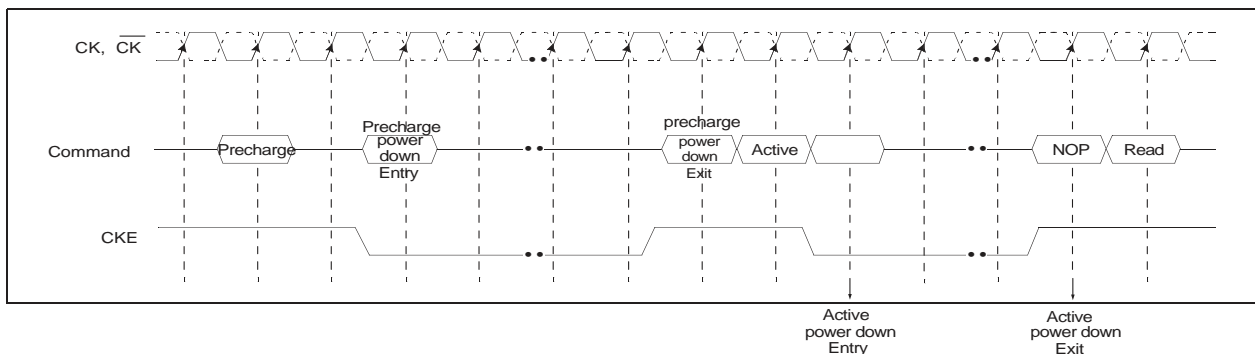 CK, CK
Precharge
power
down
Entry
precharge
power
down
Exit
Command
Precharge
Active
NOP
Read
CKE
Active
power down
Entry
Active
power down
Exit